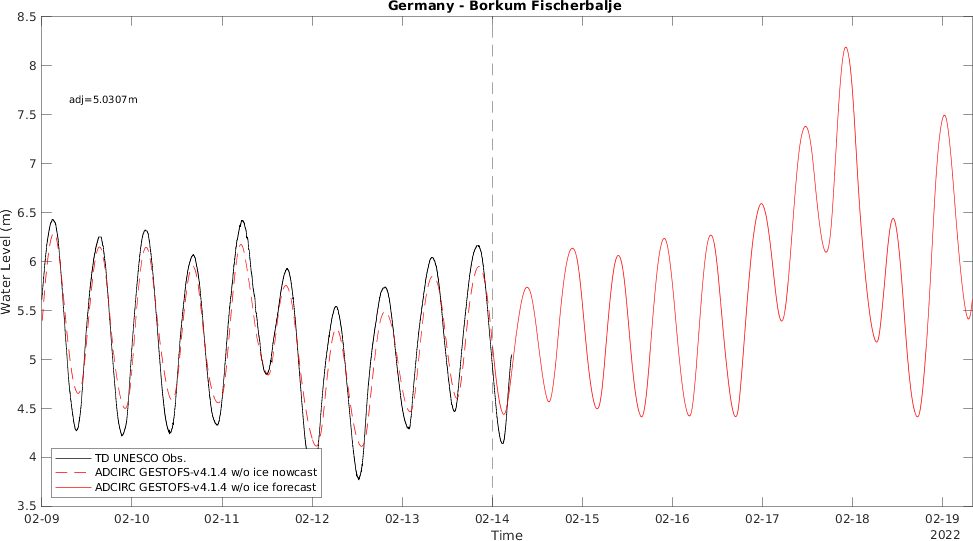 Germany - Borkum Fischerbalje
8.5
8
7.5
7
6.5
6
5.5
5
4.5
4
3.5
Water Level (m)
adj=5.0307m
TD UNESCO Obs.
ADCIRC GESTOFS-v4.1.4 w/o ice nowcast
ADCIRC GESTOFS-v4.1.4 w/o ice forecast
02-09 02-10 02-11 02-12 02-13 02-14 02-15 02-16 02-17 02-18 02-19
Time
2022